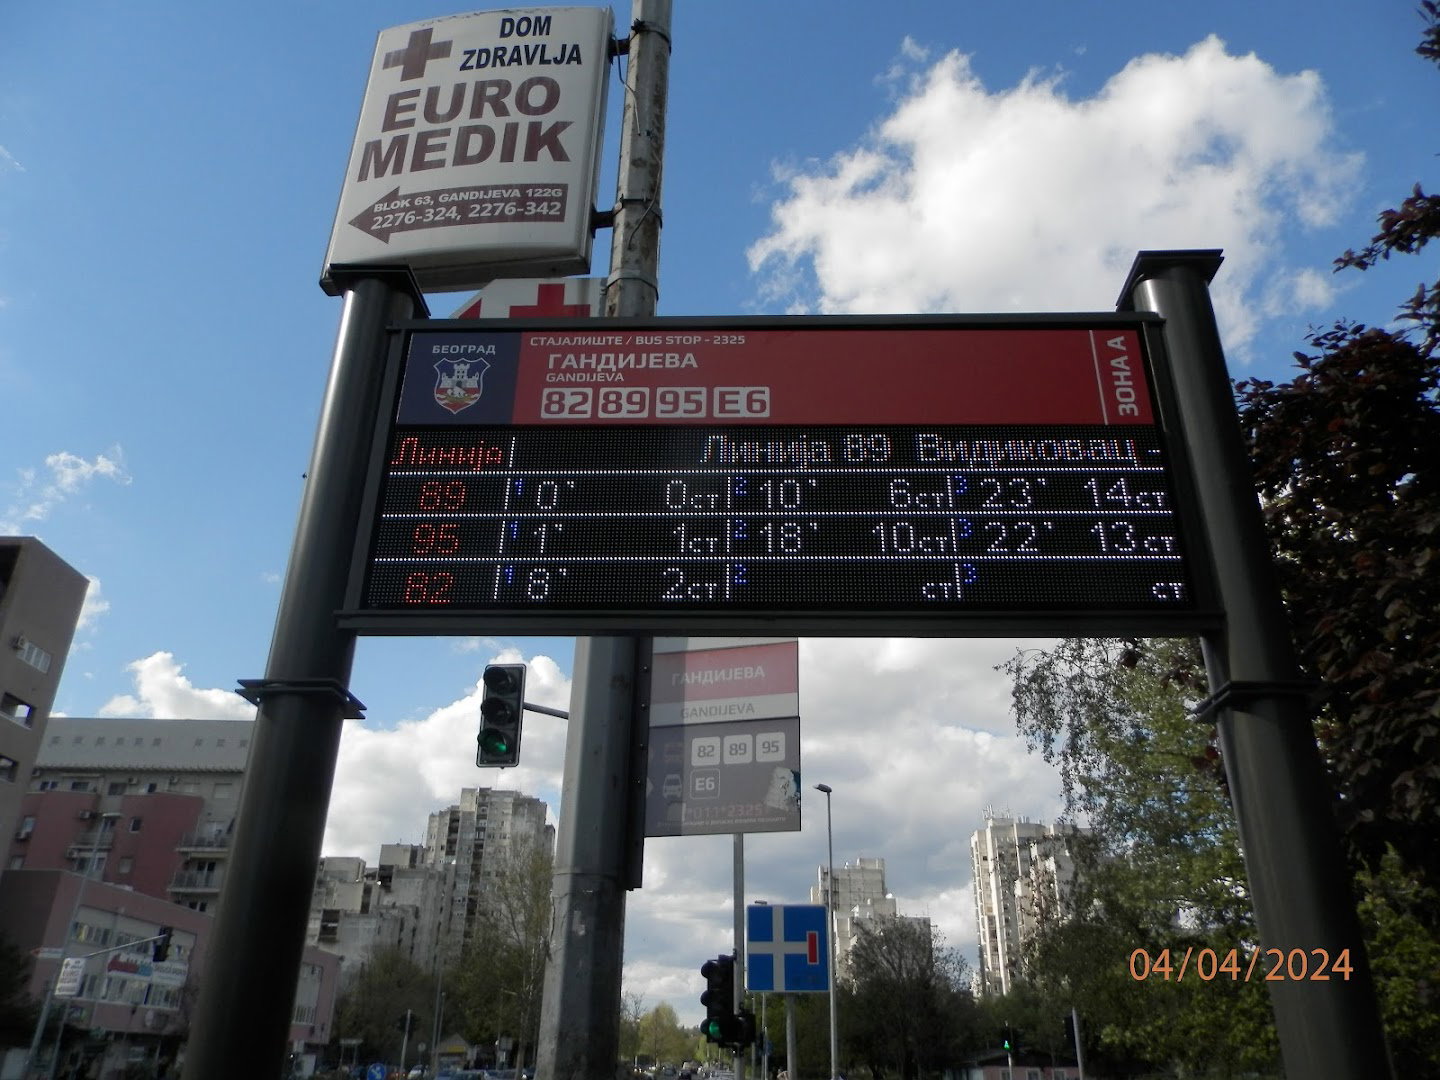 DOM
ZDRAVLJA
EURO
MEDIK
BLOK 63, GANDIJEVA 122G
2276-324, 2276-342
БЕОГРАД
СТАЈАЛИШТЕ / BUS STOP - 2325
ГАНДИЈЕВА
GANDIJEVA
82 89 95 E6
ЗОНА А
Линија Линија 89 Видиковац -
89 1 0` 0ст 2 10` 6ст 3 23` 14ст
95 1 1` 1ст 2 18` 10ст 3 22` 13ст
82 1 8` 2ст 2 ст 3 ст
ГАНДИЈЕВА
GANDIJEVA
82 89 95
E6
*011*2325*
04/04/2024